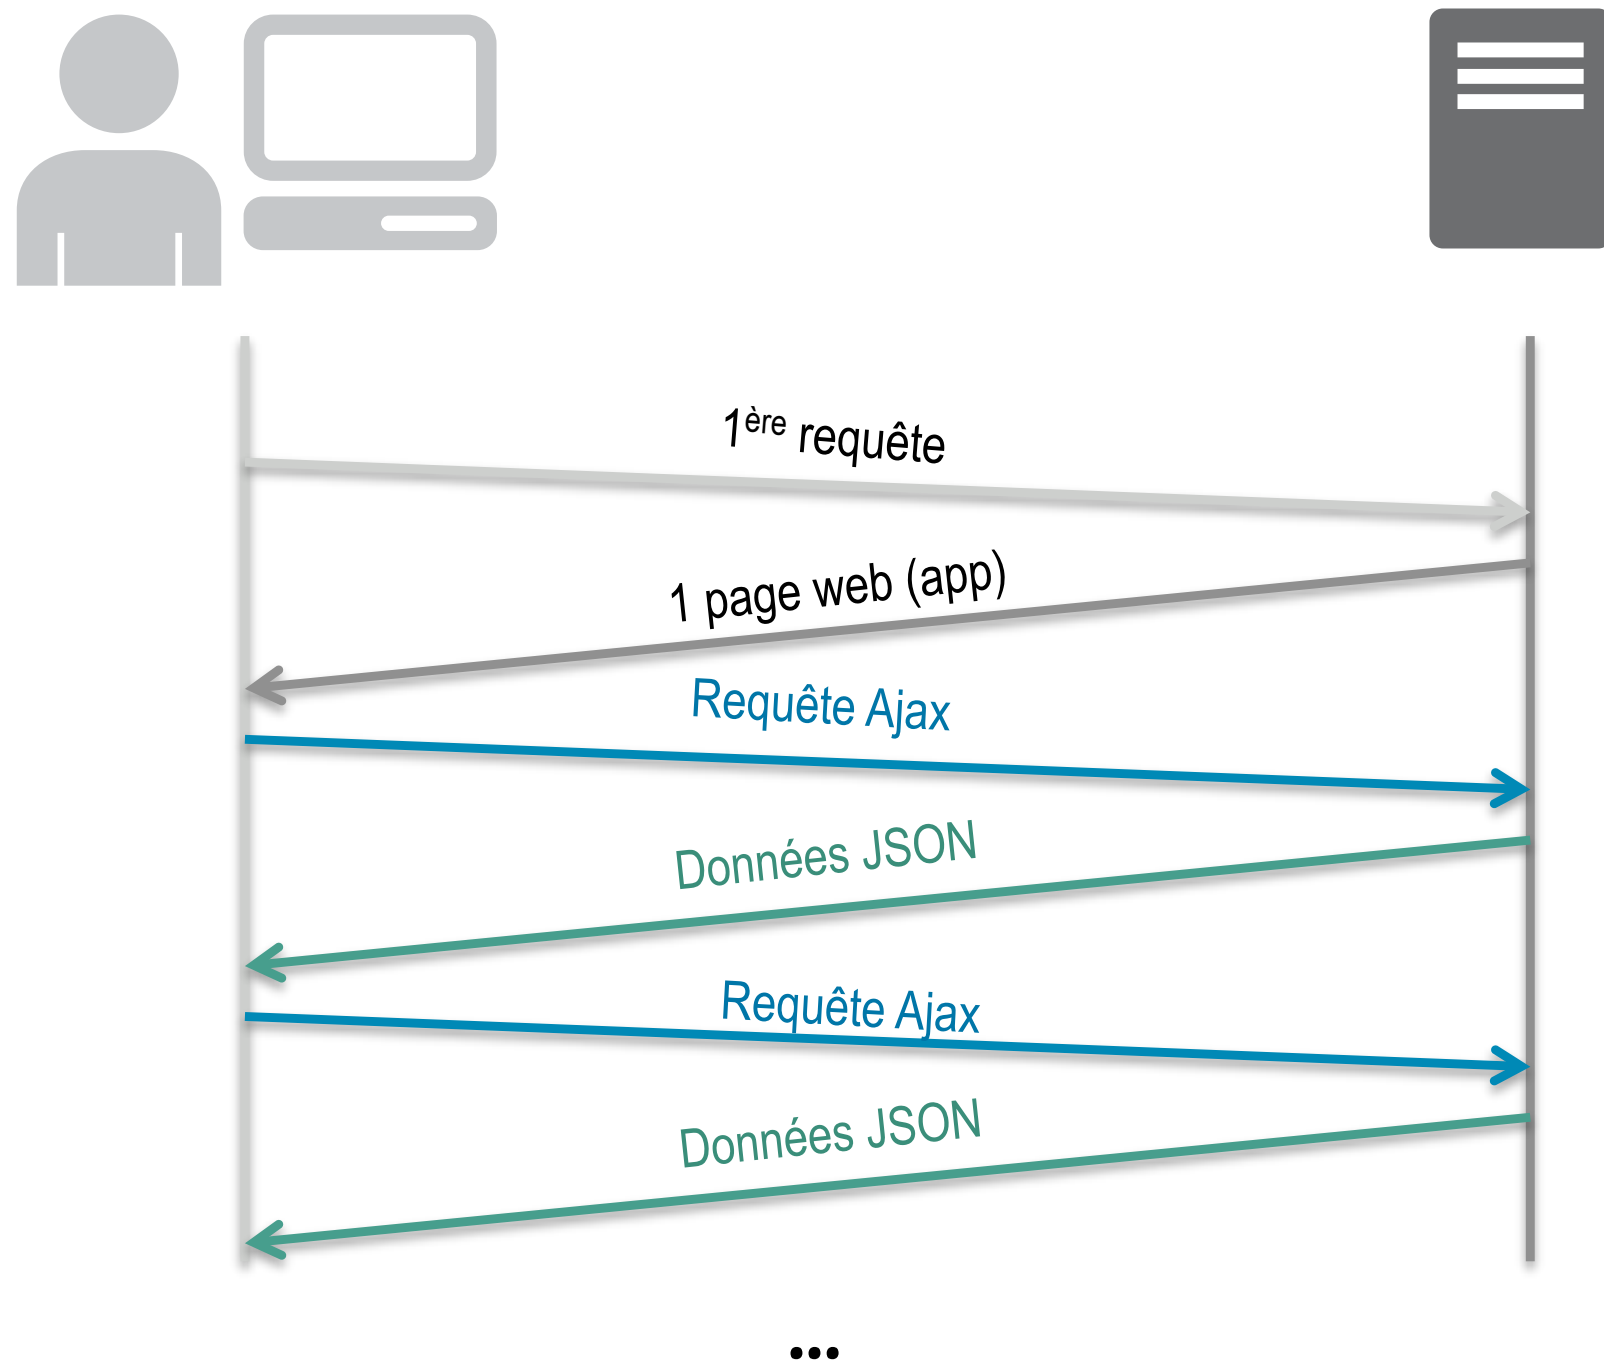 1ère requête
1 page web (app)
Requête Ajax
Données JSON
Requête Ajax
Données JSON
...